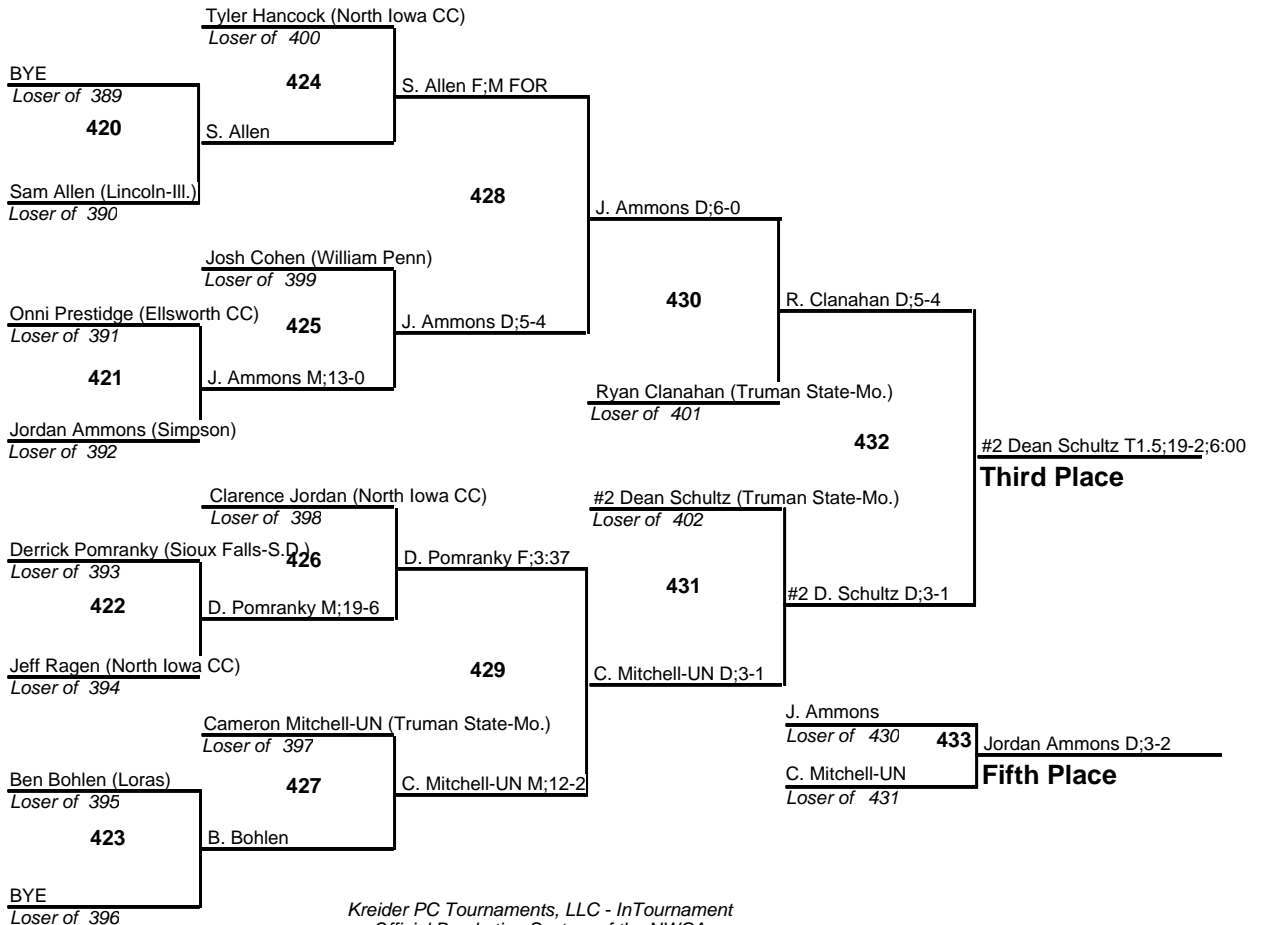 Tyler Hancock (North Iowa CC)
Loser of 400
BYE
Loser of 389
424
S. Allen F;M FOR
420
S. Allen
Sam Allen (Lincoln-Ill.)
Loser of 390
428
J. Ammons D;6-0
Josh Cohen (William Penn)
Loser of 399
Onni Prestidge (Ellsworth CC)
Loser of 391
425
J. Ammons D;5-4
430
R. Clanahan D;5-4
421
J. Ammons M;13-0
Ryan Clanahan (Truman State-Mo.)
Loser of 401
Jordan Ammons (Simpson)
Loser of 392
432
#2 Dean Schultz T1.5;19-2;6:00
Third Place
Clarence Jordan (North Iowa CC)
Loser of 398
#2 Dean Schultz (Truman State-Mo.)
Loser of 402
Derrick Pomranky (Sioux Falls-S.D.)
Loser of 393
426
D. Pomranky F;3:37
431
#2 D. Schultz D;3-1
422
D. Pomranky M;19-6
Jeff Ragen (North Iowa CC)
Loser of 394
429
C. Mitchell-UN D;3-1
Cameron Mitchell-UN (Truman State-Mo.)
Loser of 397
J. Ammons
Loser of 430
433
Jordan Ammons D;3-2
Fifth Place
C. Mitchell-UN
Loser of 431
Ben Bohlen (Loras)
Loser of 395
427
C. Mitchell-UN M;12-2
423
B. Bohlen
BYE
Loser of 396
Kreider PC Tournaments, LLC - InTournament